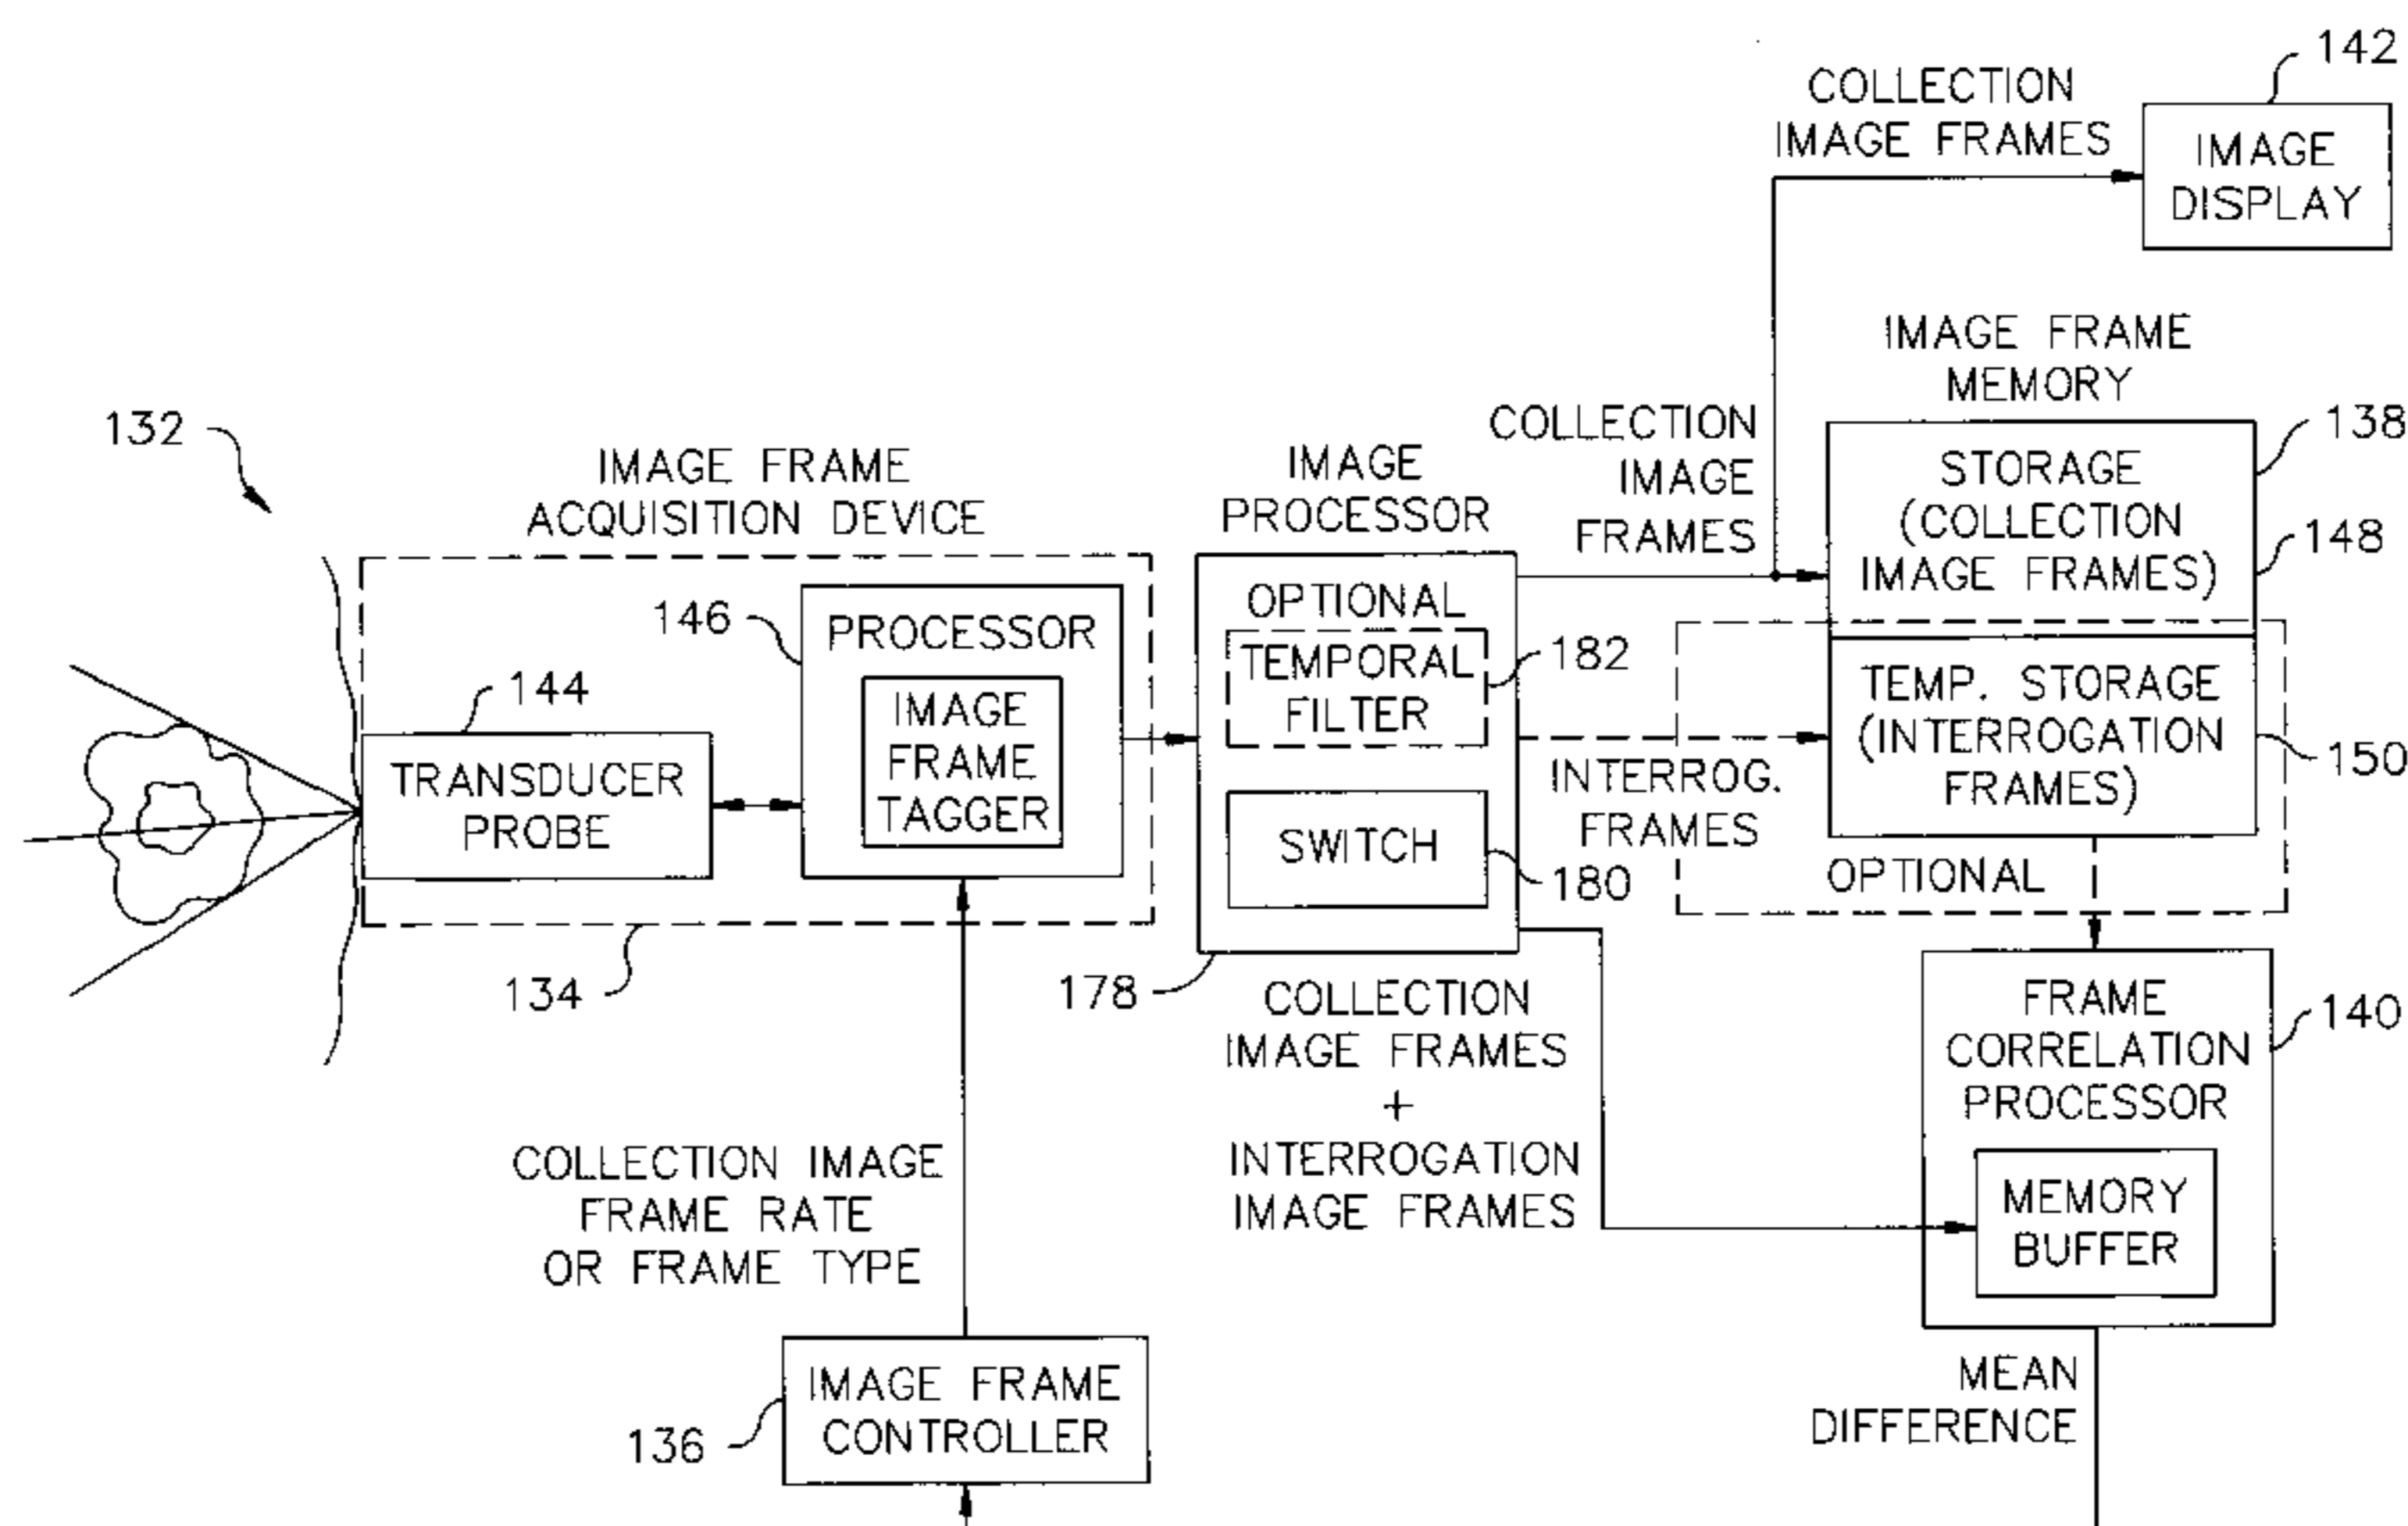 142
COLLECTION
IMAGE FRAMES
IMAGE
DISPLAY
IMAGE FRAME
MEMORY
132
138
COLLECTION
IMAGE
FRAMES
STORAGE
(COLLECTION
IMAGE FRAMES)
148
IMAGE FRAME
ACQUISITION DEVICE
IMAGE
PROCESSOR
146
PROCESSOR
IMAGE
FRAME
TAGGER
OPTIONAL
TEMPORAL
FILTER
182
144
TRANSDUCER
PROBE
TEMP. STORAGE
(INTERROGATION
FRAMES)
150
INTERROG.
FRAMES
SWITCH
180
OPTIONAL
134
178
COLLECTION
IMAGE FRAMES
+
INTERROGATION
IMAGE FRAMES
FRAME
CORRELATION
PROCESSOR
140
MEMORY
BUFFER
COLLECTION IMAGE
FRAME RATE
OR FRAME TYPE
IMAGE FRAME
CONTROLLER
136
MEAN
DIFFERENCE